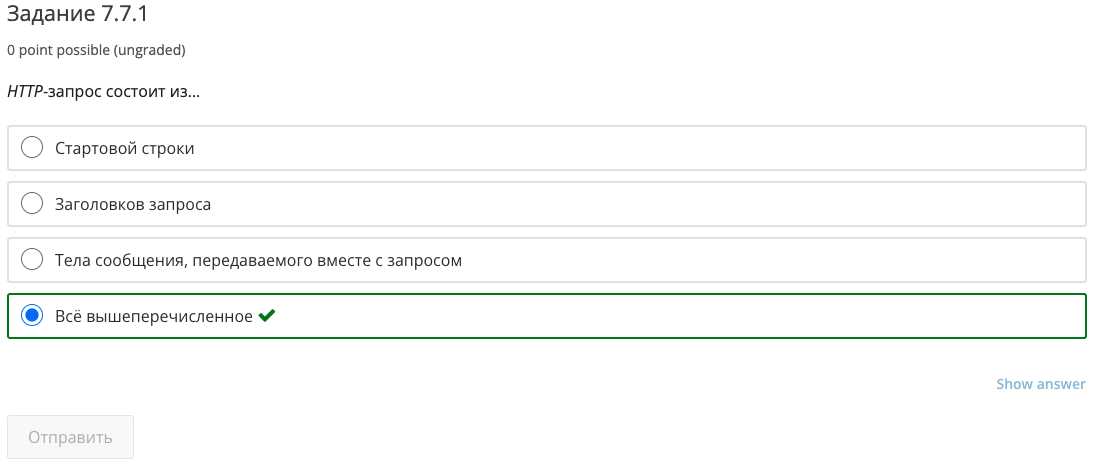 Задание 7.7.1
0 point possible (ungraded)
HTTP-запрос состоит из...
Стартовой строки
Заголовков запроса
Тела сообщения, передаваемого вместе с запросом
Всё вышеперечисленное
Show answer
Отправить